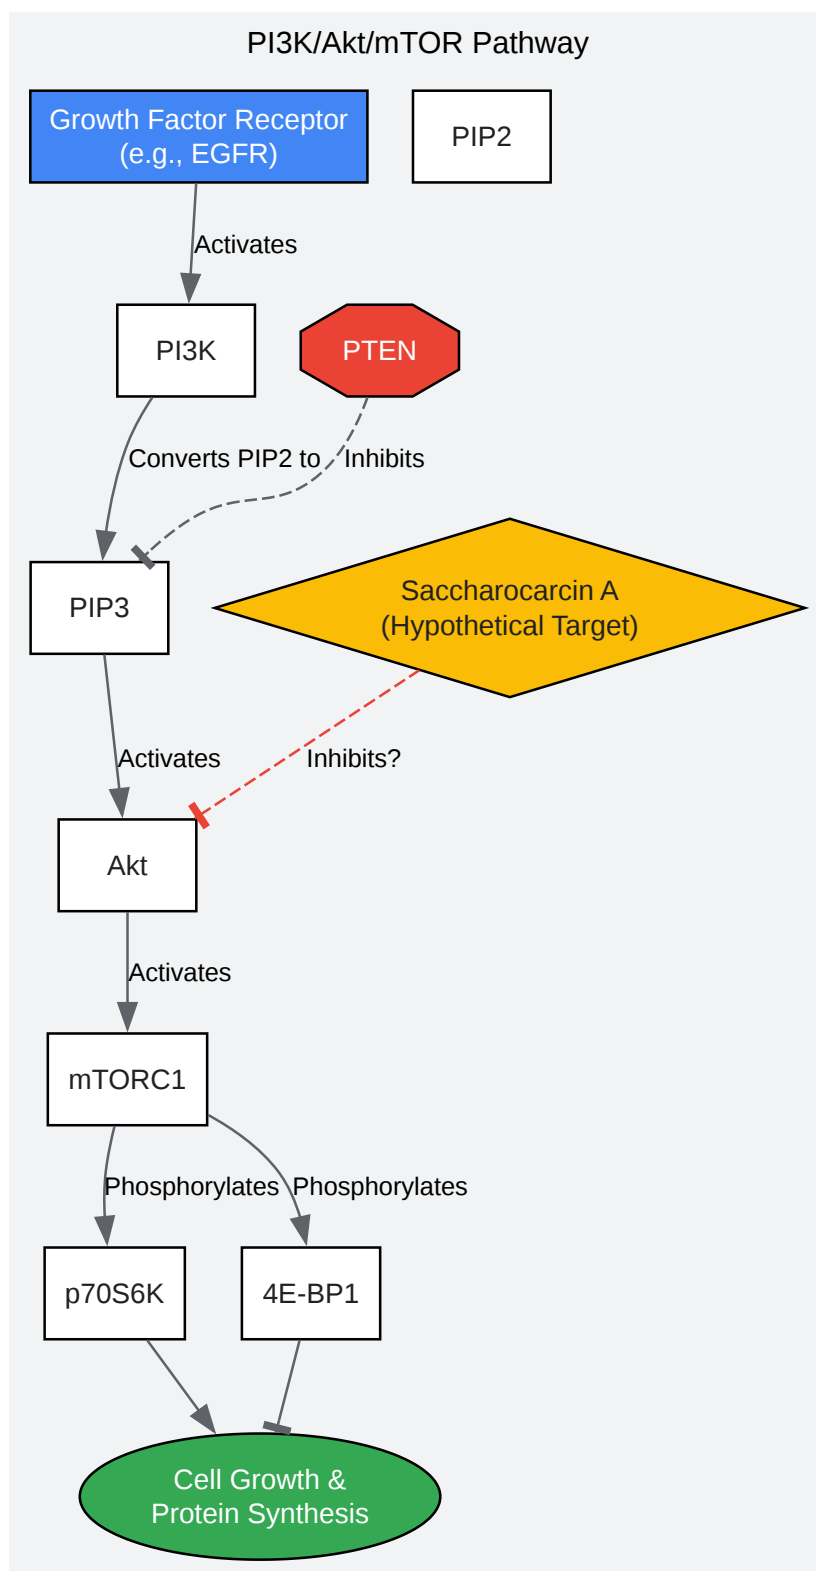 PI3K/Akt/mTOR Pathway
Growth Factor Receptor
(e.g., EGFR)
PIP2
Activates
PI3K
PTEN
Converts PIP2 to
Inhibits
PIP3
Saccharocarcin A
(Hypothetical Target)
Activates
Inhibits?
Akt
Activates
mTORC1
Phosphorylates
Phosphorylates
p70S6K
4E-BP1
Cell Growth &
Protein Synthesis